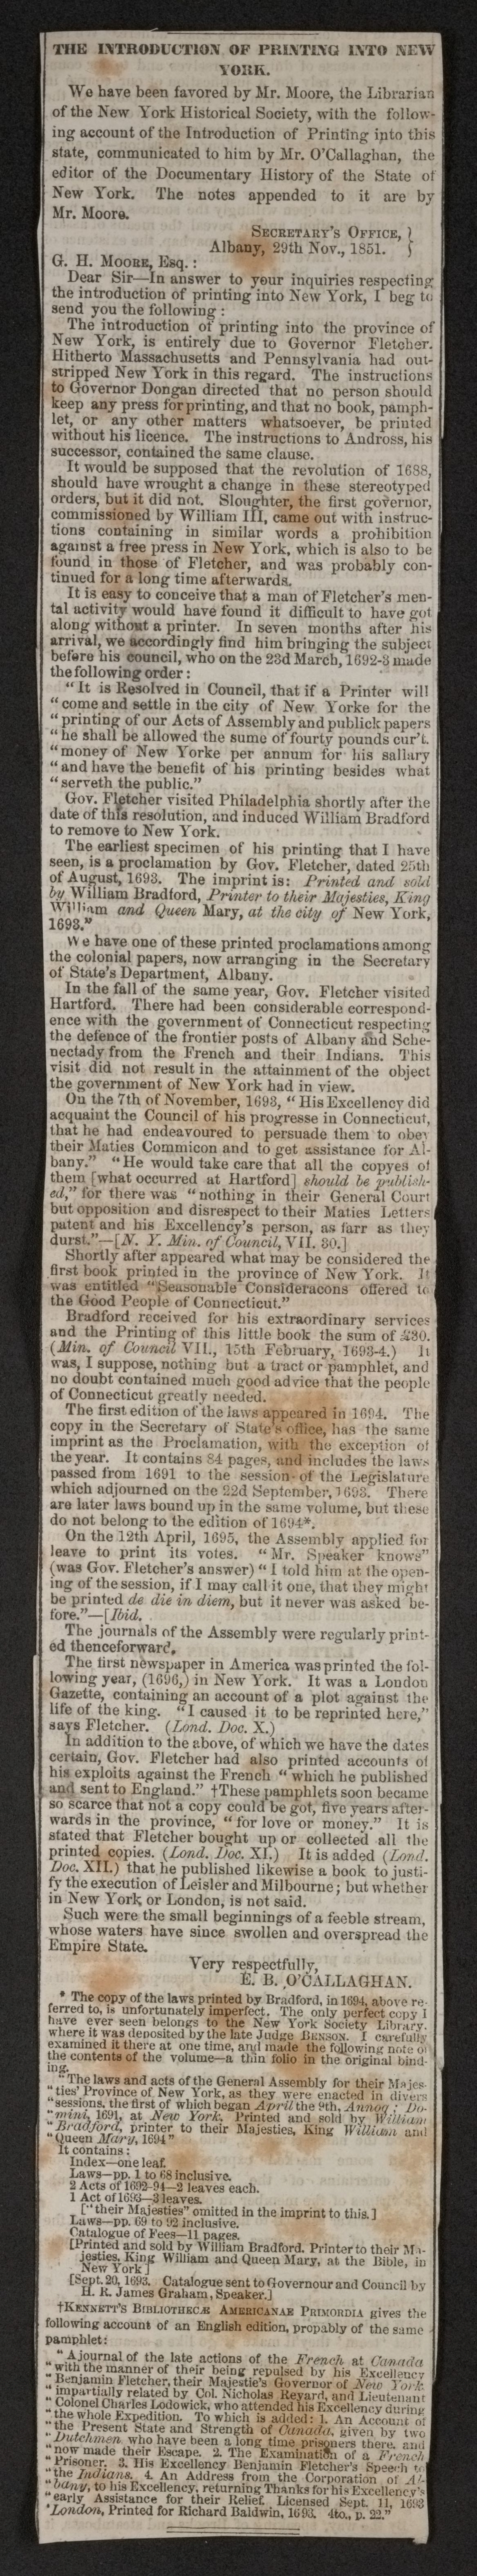 THE INTRODUCTION OF PRINTING INTO NEW
YORK.
We have been favored by Mr. Moore, the Librarian
of the New York Historical Society, with the follow-
ing account of the Introduction of Printing into this
state, communicated to him by Mr. O'Callaghan, the
editor of the Documentary History of the State of
New York. The notes appended to it are by
Mr. Moore.
SECRETARY'S OFFICE, }
Albany, 29th Nov., 1851. }
G. H. MOORE, Esq. :
Dear Sir—In answer to your inquiries respecting
the introduction of printing into New York, I beg to
send you the following :
The introduction of printing into the province of
New York, is entirely due to Governor Fletcher.
Hitherto Massachusetts and Pennsylvania had out-
stripped New York in this regard. The instructions
to Governor Dongan directed that no person should
keep any press for printing, and that no book, pamph-
let, or any other matters whatsoever, be printed
without his licence. The instructions to Andross, his
successor, contained the same clause.
It would be supposed that the revolution of 1688,
should have wrought a change in these stereotyped
orders, but it did not. Sloughter, the first governor,
commissioned by William III, came out with instruc-
tions containing in similar words a prohibition
against a free press in New York, which is also to be
found in those of Fletcher, and was probably con-
tinued for a long time afterwards.
It is easy to conceive that a man of Fletcher's men-
tal activity would have found it difficult to have got
along without a printer. In seven months after his
arrival, we accordingly find him bringing the subject
before his council, who on the 23d March, 1692-3 made
the following order :
"It is Resolved in Council, that if a Printer will
"come and settle in the city of New Yorke for the
"printing of our Acts of Assembly and publick papers
"he shall be allowed the sume of fourty pounds cur't.
"money of New Yorke per annum for his sallary
"and have the benefit of his printing besides what
"serveth the public."
Gov. Fletcher visited Philadelphia shortly after the
date of this resolution, and induced William Bradford
to remove to New York.
The earliest specimen of his printing that I have
seen, is a proclamation by Gov. Fletcher, dated 25th
of August, 1693. The imprint is: Printed and sold
by William Bradford, Printer to their Majesties, King
William and Queen Mary, at the city of New York,
1693."
We have one of these printed proclamations among
the colonial papers, now arranging in the Secretary
of State's Department, Albany.
In the fall of the same year, Gov. Fletcher visited
Hartford. There had been considerable correspond-
ence with the government of Connecticut respecting
the defence of the frontier posts of Albany and Sche-
nectady from the French and their Indians. This
visit did not result in the attainment of the object
the government of New York had in view.
On the 7th of November, 1693, "His Excellency did
acquaint the Council of his progresse in Connecticut,
that he had endeavoured to persuade them to obey
their Maties Commicon and to get assistance for Al-
bany." "He would take care that all the copyes of
them [what occurred at Hartford] should be publish-
ed," for there was "nothing in their General Court
but opposition and disrespect to their Maties Letters
patent and his Excellency's person, as farr as they
durst."—[N. Y. Min. of Council, VII. 30.]
Shortly after appeared what may be considered the
first book printed in the province of New York. It
was entitled "Seasonable Consideracons offered to
the Good People of Connecticut."
Bradford received for his extraordinary services
and the Printing of this little book the sum of £30.
(Min. of Council VII., 15th February, 1693-4.) It
was, I suppose, nothing but a tract or pamphlet, and
no doubt contained much good advice that the people
of Connecticut greatly needed.
The first edition of the laws appeared in 1694. The
copy in the Secretary of State's office, has the same
imprint as the Proclamation, with the exception of
the year. It contains 84 pages, and includes the laws
passed from 1691 to the session of the Legislature
which adjourned on the 22d September, 1693. There
are later laws bound up in the same volume, but these
do not belong to the edition of 1694*.
On the 12th April, 1695, the Assembly applied for
leave to print its votes. "Mr. Speaker knows"
(was Gov. Fletcher's answer) "I told him at the open-
ing of the session, if I may call it one, that they might
be printed de die in diem, but it never was asked be-
fore."—[Ibid.
The journals of the Assembly were regularly print-
ed thenceforward.
The first newspaper in America was printed the fol-
lowing year, (1696,) in New York. It was a London
Gazette, containing an account of a plot against the
life of the king. "I caused it to be reprinted here,"
says Fletcher. (Lond. Doc. X.)
In addition to the above, of which we have the dates
certain, Gov. Fletcher had also printed accounts of
his exploits against the French "which he published
and sent to England." †These pamphlets soon became
so scarce that not a copy could be got, five years after-
wards in the province, "for love or money." It is
stated that Fletcher bought up or collected all the
printed copies. (Lond. Doc. XI.) It is added (Lond.
Doc. XII.) that he published likewise a book to justi-
fy the execution of Leisler and Milbourne; but whether
in New York or London, is not said.
Such were the small beginnings of a feeble stream,
whose waters have since swollen and overspread the
Empire State.
Very respectfully,
E. B. O'CALLAGHAN.
* The copy of the laws printed by Bradford, in 1694, above re-
ferred to, is unfortunately imperfect. The only perfect copy I
have ever seen belongs to the New York Society Library,
where it was deposited by the late Judge BENSON. I carefully
examined it there at one time, and made the following note of
the contents of the volume—a thin folio in the original bind-
ing.
"The laws and acts of the General Assembly for their Majes-
"ties' Province of New York, as they were enacted in divers
"sessions, the first of which began April the 9th, Annoq ; Do-
"mini, 1691, at New York, Printed and sold by William
"Bradford, printer to their Majesties, King William and
"Queen Mary, 1694"
It contains :
Index—one leaf.
Laws—pp. 1 to 68 inclusive.
2 Acts of 1692-94—2 leaves each.
1 Act of 1693—3 leaves.
["their Majesties" omitted in the imprint to this.]
Laws—pp. 69 to 92 inclusive.
Catalogue of Fees—11 pages.
[Printed and sold by William Bradford, Printer to their Ma-
jesties, King William and Queen Mary, at the Bible, in
New York]
[Sept. 20, 1693. Catalogue sent to Governour and Council by
H. R. James Graham, Speaker.]
†KENNETT'S BIBLIOTHECÆ AMERICANAE PRIMORDIA gives the
following account of an English edition, propably of the same
pamphlet:
"A journal of the late actions of the French at Canada
"with the manner of their being repulsed by his Excellency
"Benjamin Fletcher, their Majestie's Governor of New York
"impartially related by Col. Nicholas Reyard, and Lieutenant
"Colonel Charles Lodowick, who attended his Excellency during
"the whole Expedition. To which is added: 1. An Account of
"the Present State and Strength of Canada, given by two
"Dutchmen who have been a long time prisoners there, and
"now made their Escape. 2. The Examination of a French
"Prisoner. 3. His Excellency Benjamin Fletcher's Speech to
"the Indians. 4. An Address from the Corporation of Al-
"bany, to his Excellency, returning Thanks for his Excellency's
"early Assistance for their Relief. Licensed Sept. 11, 1693
"London, Printed for Richard Baldwin, 1693. 4to., p. 22."